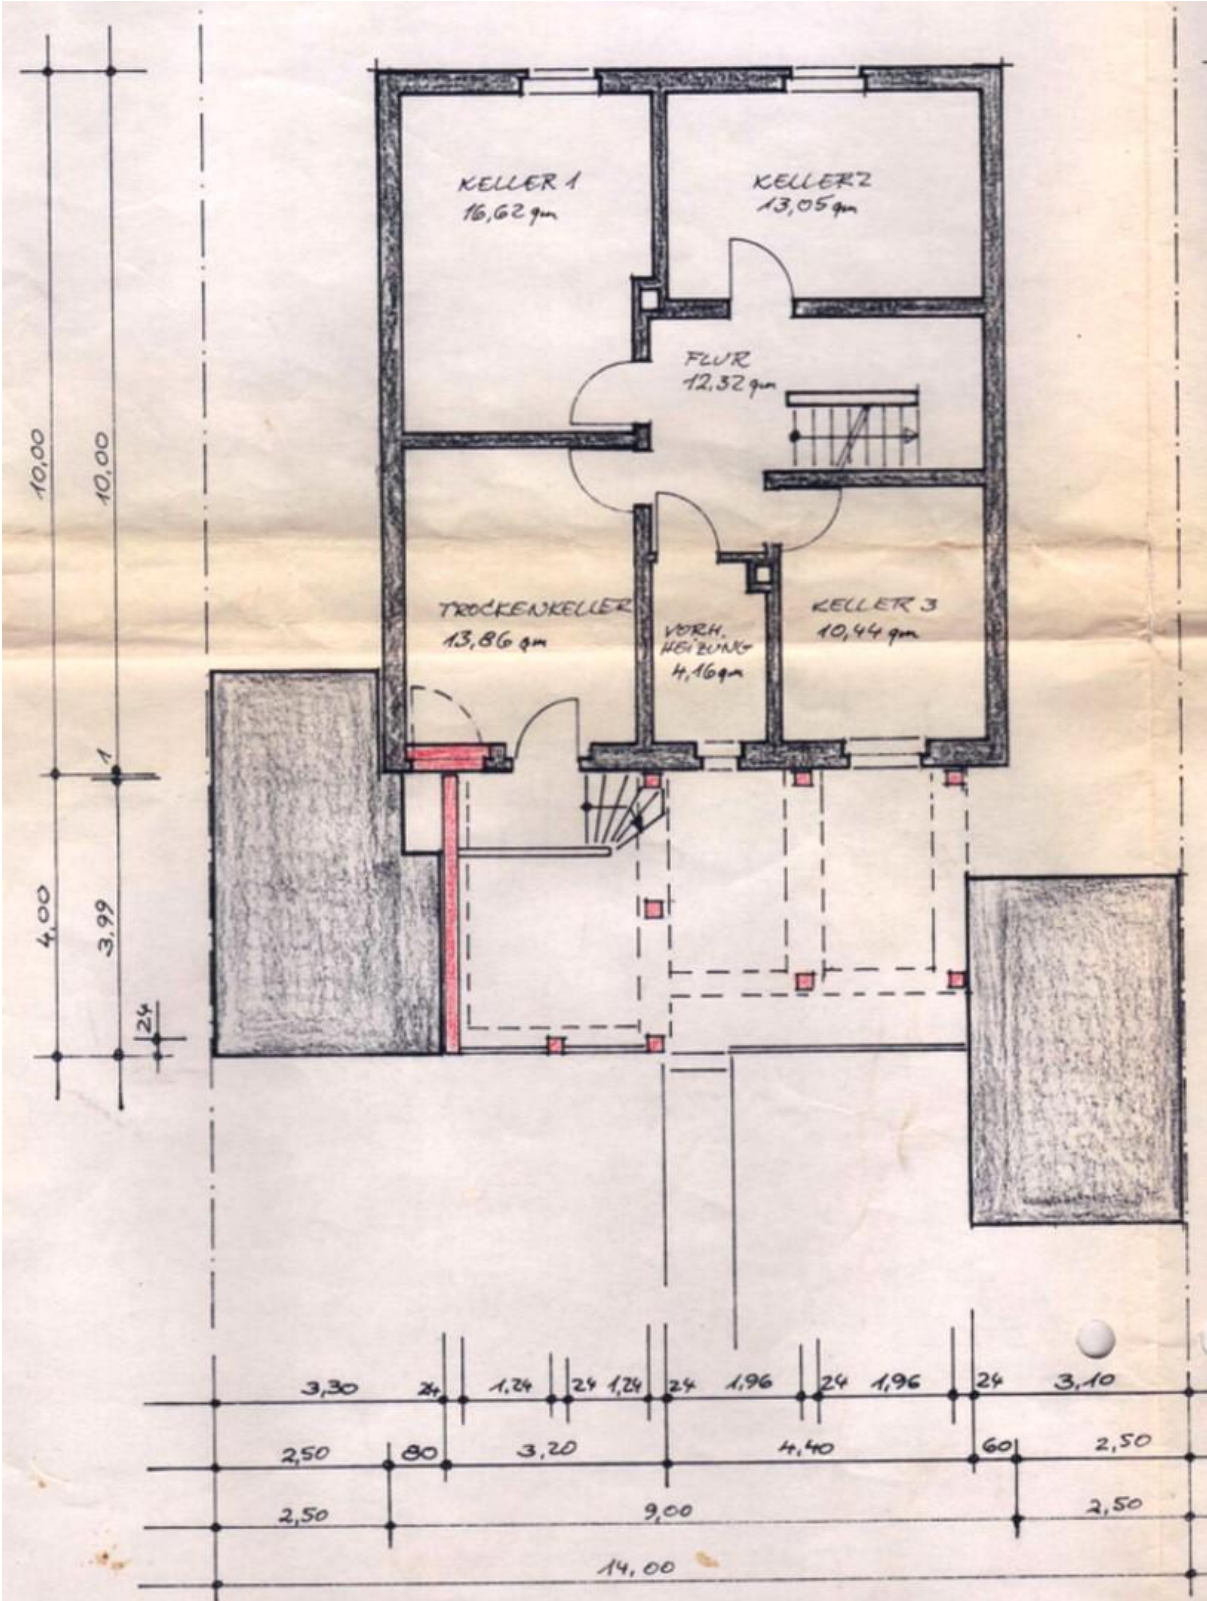 KELLER 1
16,62 qm
KELLER 2
13,05 qm
FLUR
12,32 qm
10,00
10,00
TROCKENKELLER
13,86 qm
VORH.
HEIZUNG
4,16 qm
KELLER 3
10,44 qm
1
4,00
3,99
24
3,30 24 1,24 24 1,24 24 1,96 24 1,96 24 3,10
2,50 80 3,20 4,40 60 2,50
2,50 9,00 2,50
14,00